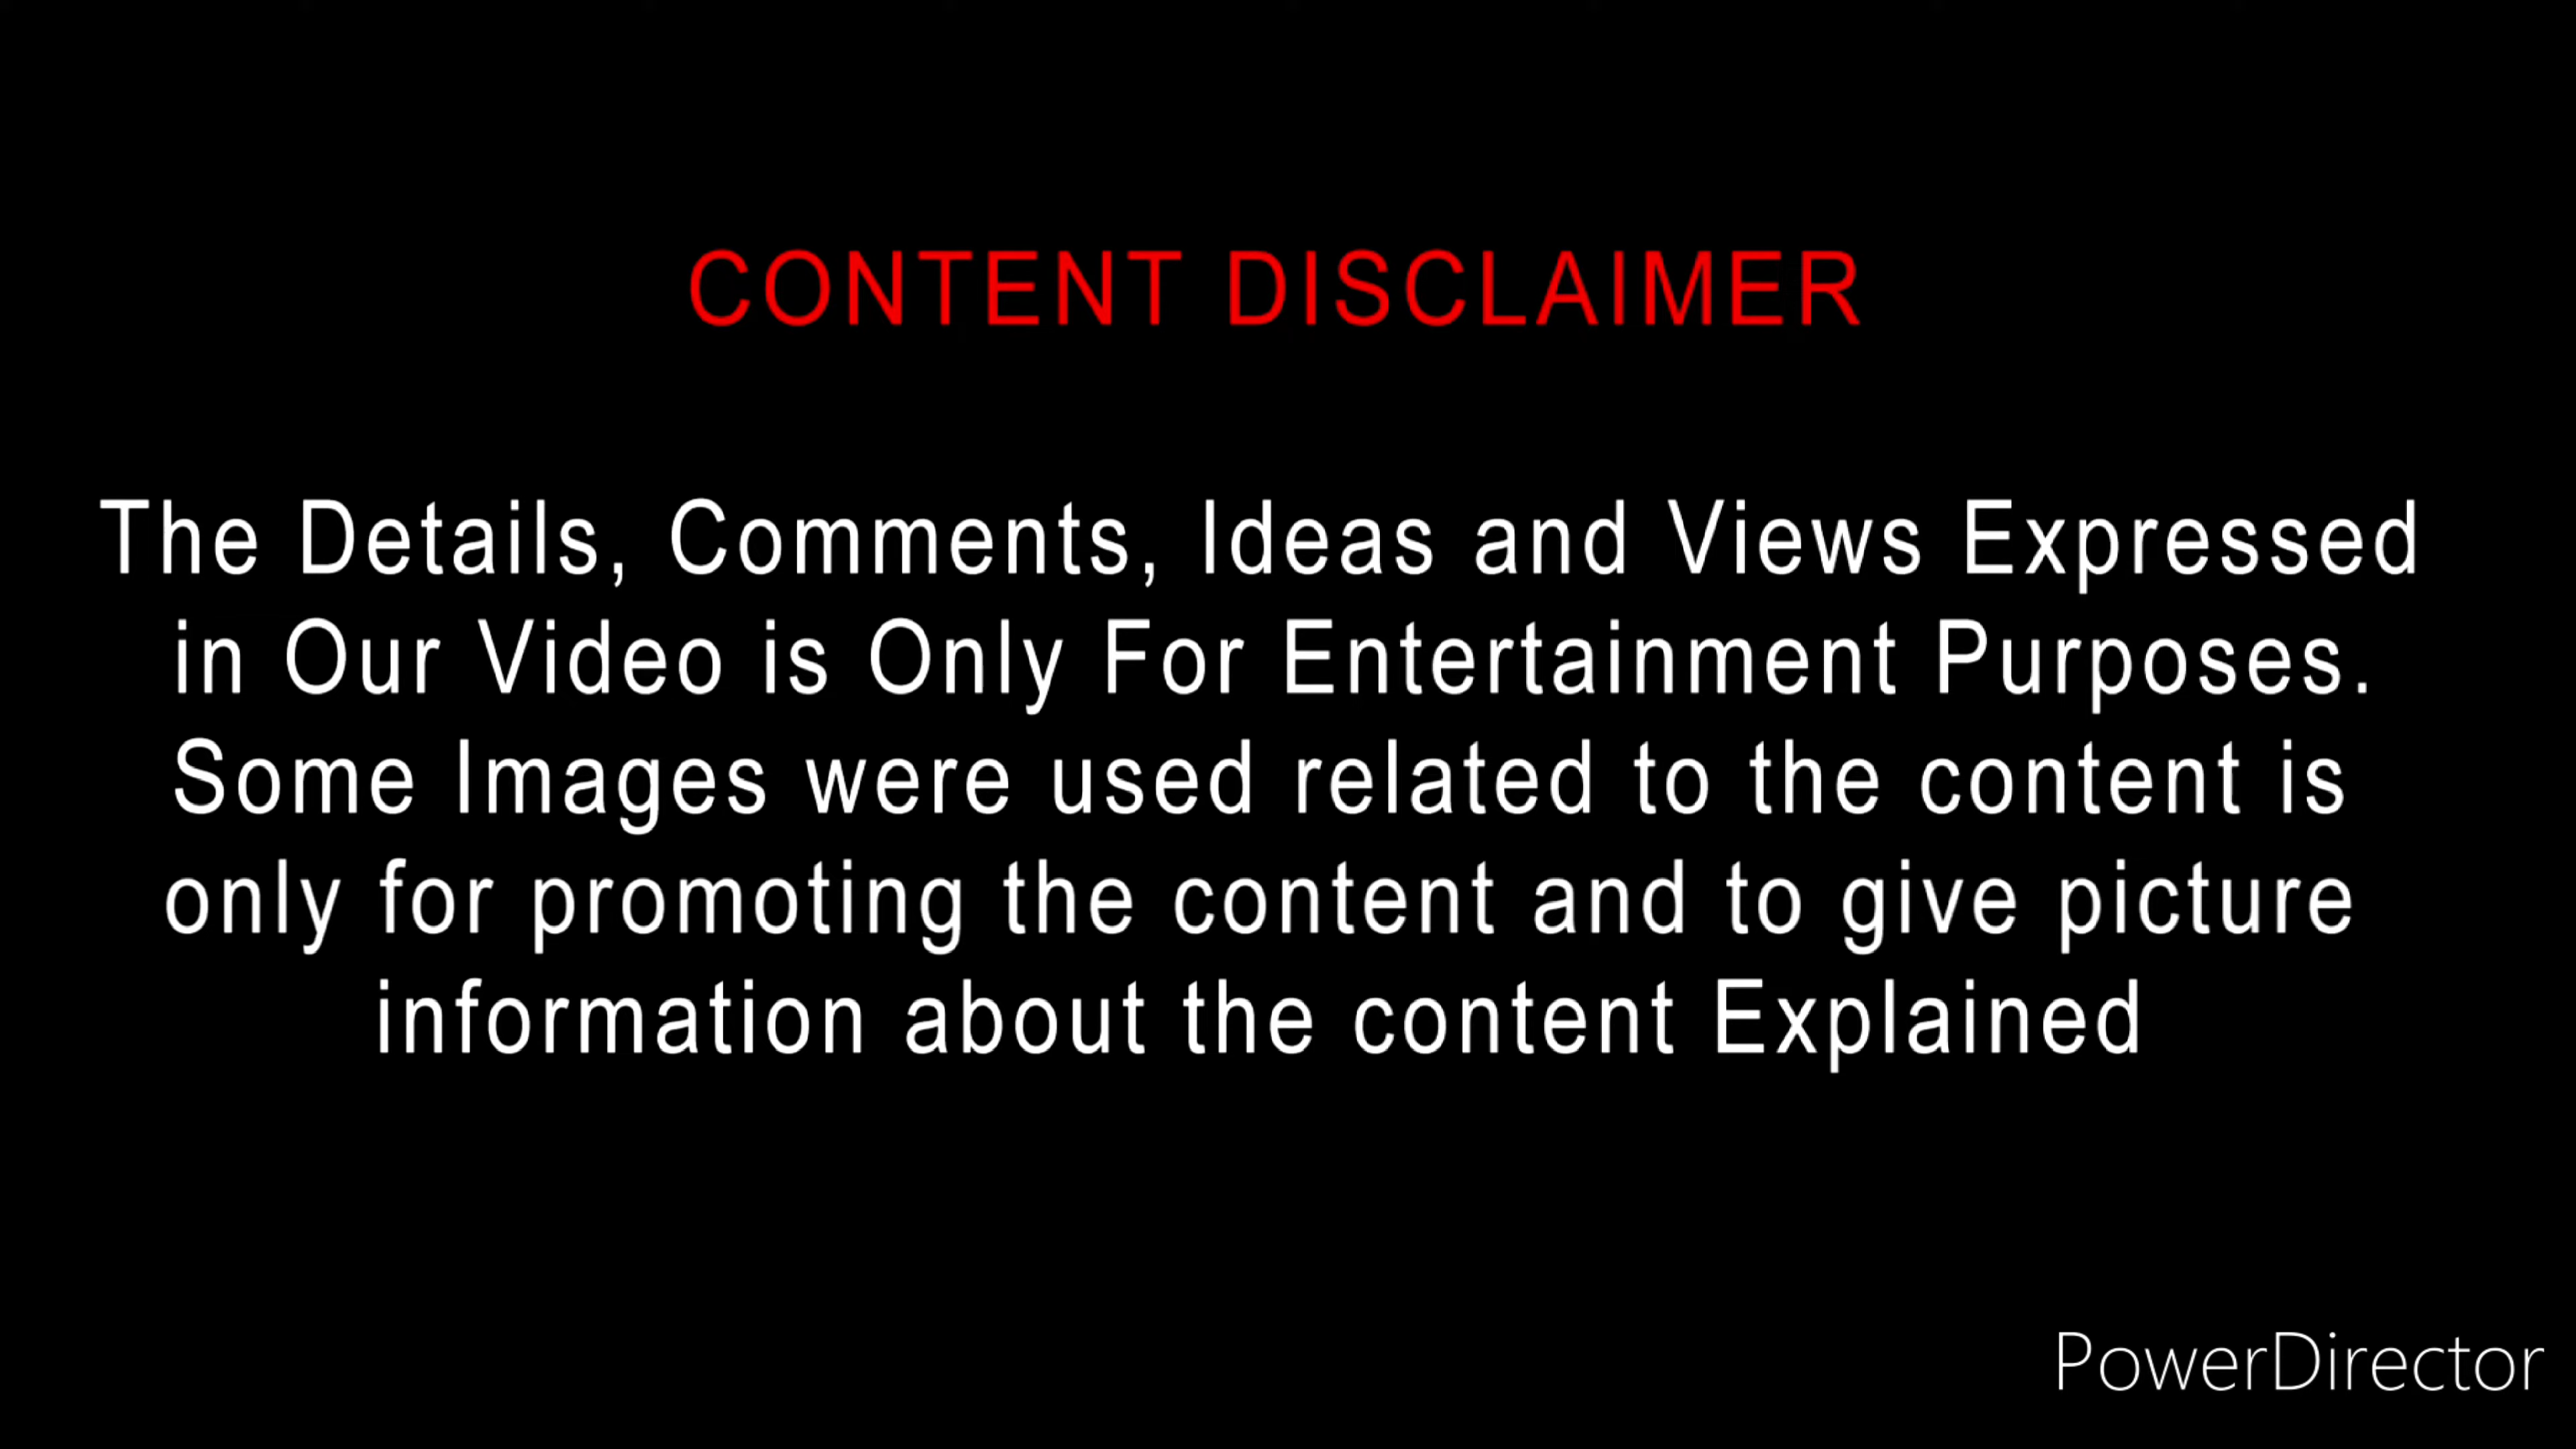 CONTENT DISCLAIMER
The Details, Comments, Ideas and Views Expressed
in Our Video is Only For Entertainment Purposes.
Some Images were used related to the content is
only for promoting the content and to give picture
information about the content Explained
PowerDirector